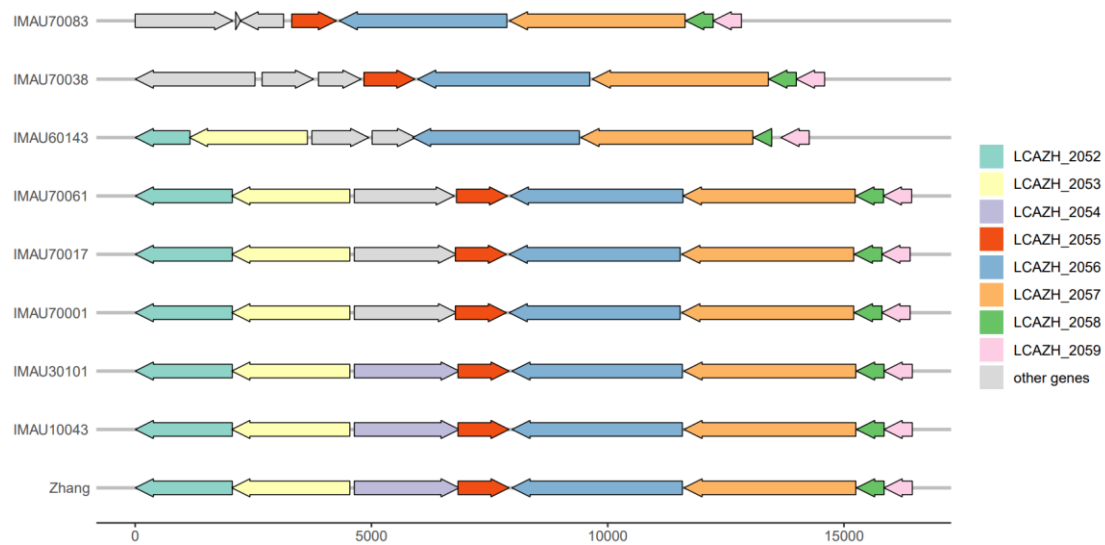 IMAU70083
IMAU70038
IMAU60143
IMAU70061
IMAU70017
IMAU70001
IMAU30101
IMAU10043
Zhang
0 5000 10000 15000
LCAZH_2052
LCAZH_2053
LCAZH_2054
LCAZH_2055
LCAZH_2056
LCAZH_2057
LCAZH_2058
LCAZH_2059
other genes